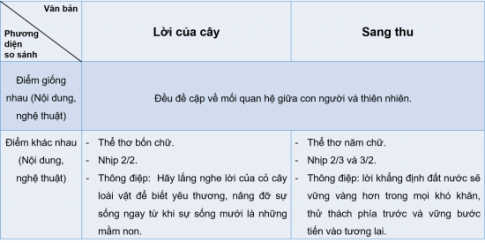 Văn bản
Phương
diện
so sánh
Lời của cây
Sang thu
Điểm giống
nhau (Nội dung,
nghệ thuật)
Đều đề cập về mối quan hệ giữa con người và thiên nhiên.
Điểm khác nhau
(Nội dung,
nghệ thuật)
- Thể thơ bốn chữ.
- Nhịp 2/2.
- Thông điệp: Hãy lắng nghe lời của cỏ cây
loài vật để biết yêu thương, nâng đỡ sự
sống ngay từ khi sự sống mưới là những
mầm non.
- Thể thơ năm chữ.
- Nhịp 2/3 và 3/2.
- Thông điệp: lời khẳng định đất nước sẽ
vững vàng hơn trong mọi khó khăn,
thử thách phía trước và vững bước
tiến vào tương lai.